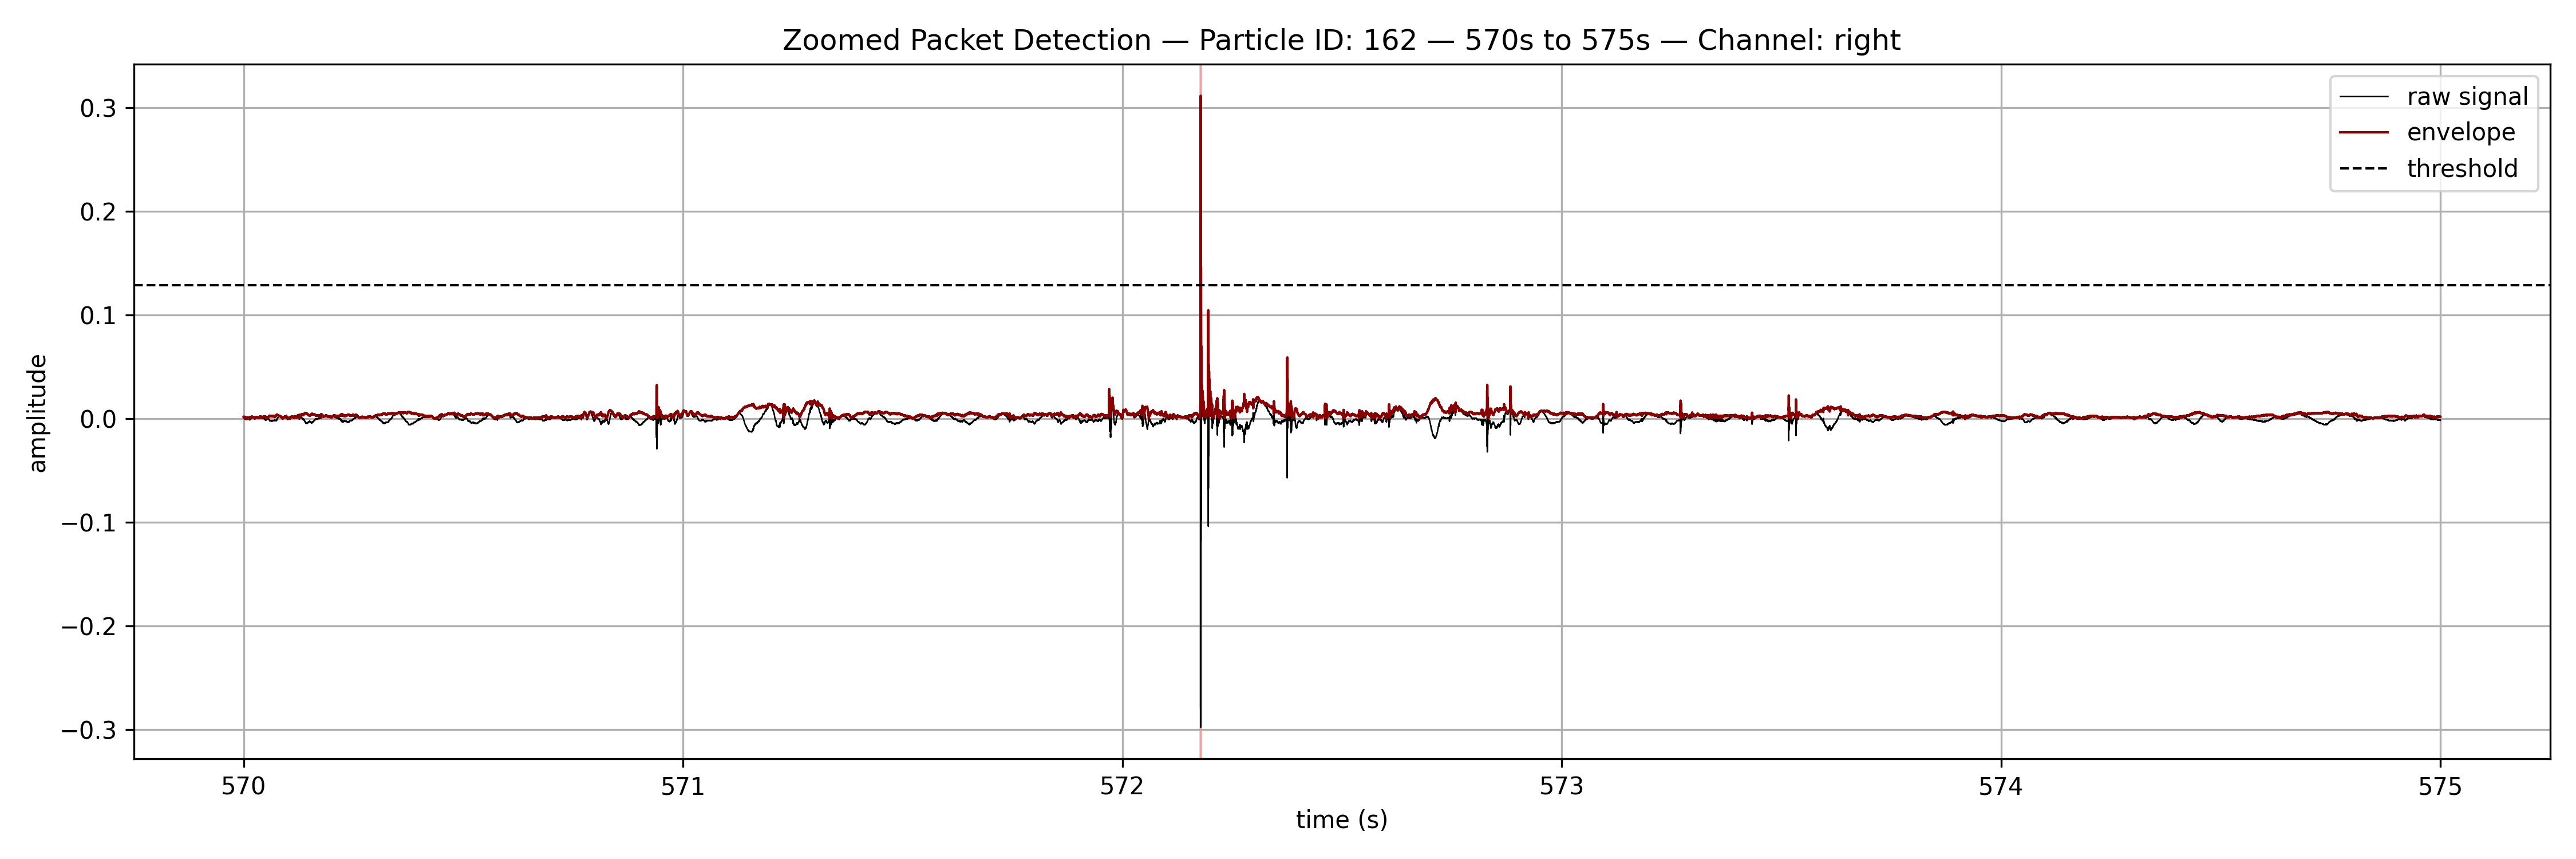 Zoomed Packet Detection — Particle ID: 162 — 570s to 575s — Channel: right
raw signal
envelope
threshold
0.3
0.2
0.1
0.0
−0.1
−0.2
−0.3
amplitude
570
571
572
573
574
575
time (s)